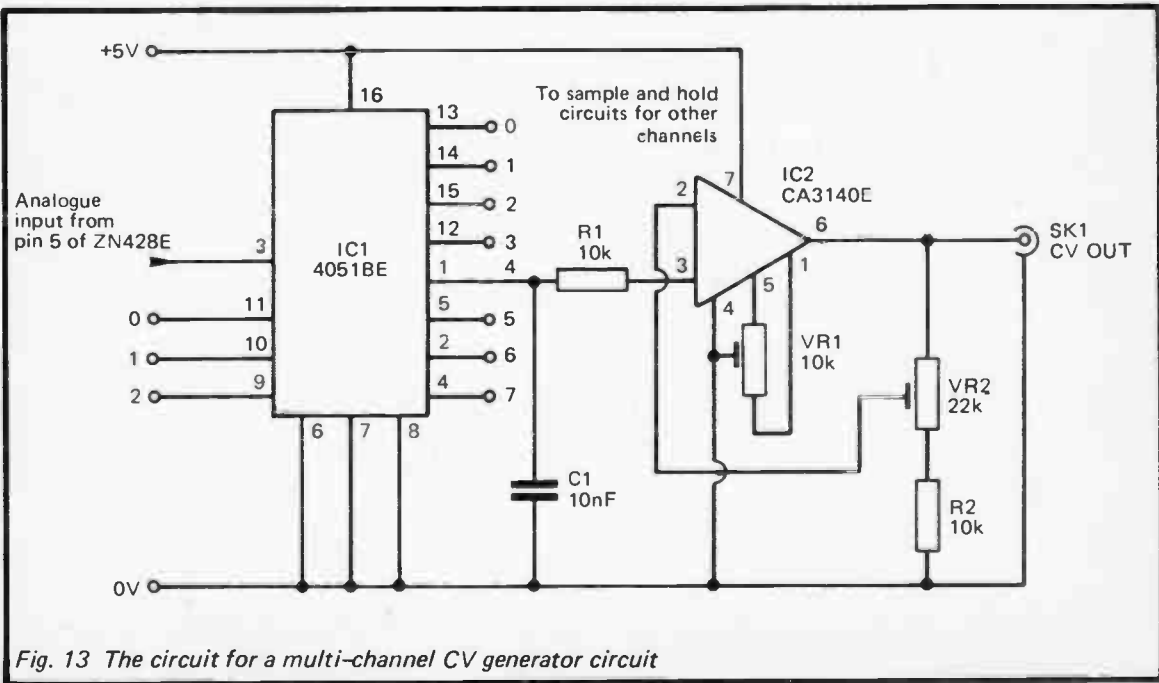 +5V
16
13
0
14
1
15
2
12
3
1
4
5
5
2
6
4
7
To sample and hold
circuits for other
channels
Analogue
input from
pin 5 of ZN428E
3
IC1
4051BE
0
11
1
10
2
9
6
7
8
R1
10k
C1
10nF
IC2
CA3140E
2
7
3
6
4
5
1
VR1
10k
SK1
CV OUT
VR2
22k
R2
10k
0V
Fig. 13 The circuit for a multi-channel CV generator circuit